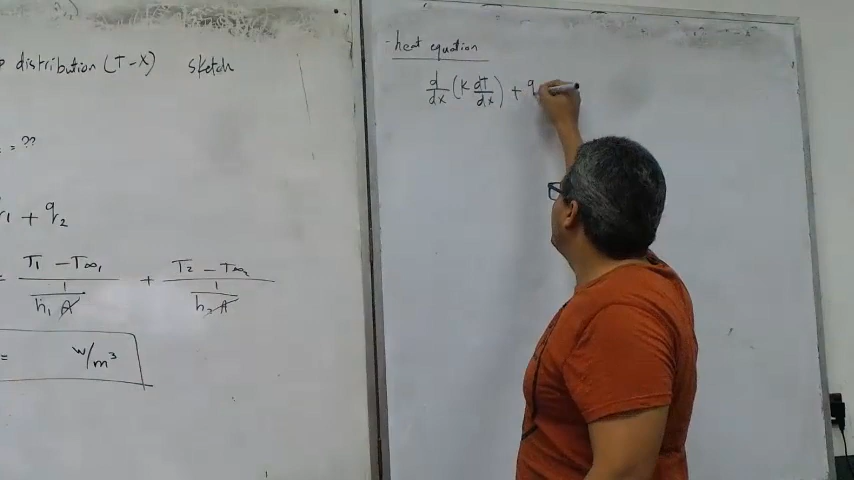 distribution (T-X) sketch
= ??
+ q2
= T1 - T∞1 / (1 / h1 A) + T2 - T∞2 / (1 / h2 A)
= W/m³
- heat equation
d/dx (K dT/dx) + q